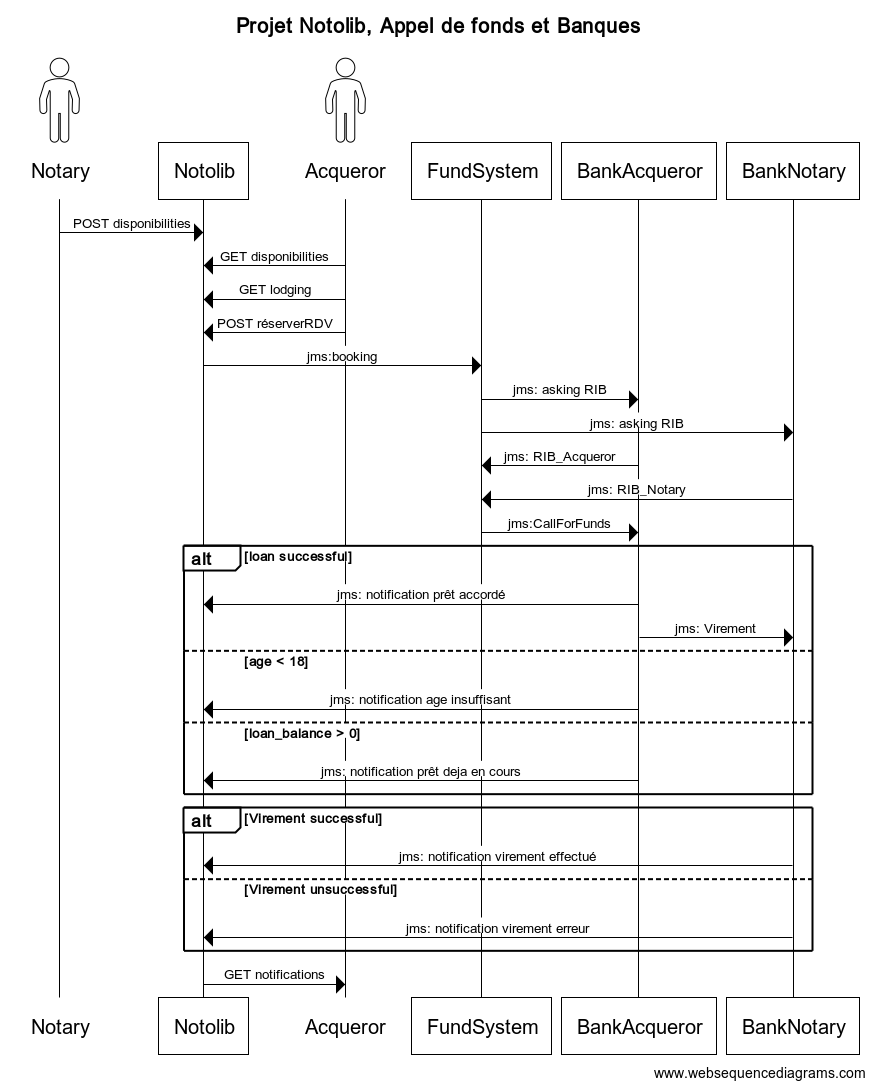 Projet Notolib, Appel de fonds et Banques
Notary
Notolib
Acqueror
FundSystem
BankAcqueror
BankNotary
POST disponibilities
GET disponibilities
GET lodging
POST réserverRDV
jms:booking
jms: asking RIB
jms: asking RIB
jms: RIB_Acqueror
jms: RIB_Notary
jms:CallForFunds
alt
[loan successful]
jms: notification prêt accordé
jms: Virement
[age < 18]
jms: notification age insuffisant
[loan_balance > 0]
jms: notification prêt deja en cours
alt
[Virement successful]
jms: notification virement effectué
[Virement unsuccessful]
jms: notification virement erreur
GET notifications
Notary
Notolib
Acqueror
FundSystem
BankAcqueror
BankNotary
www.websequencediagrams.com